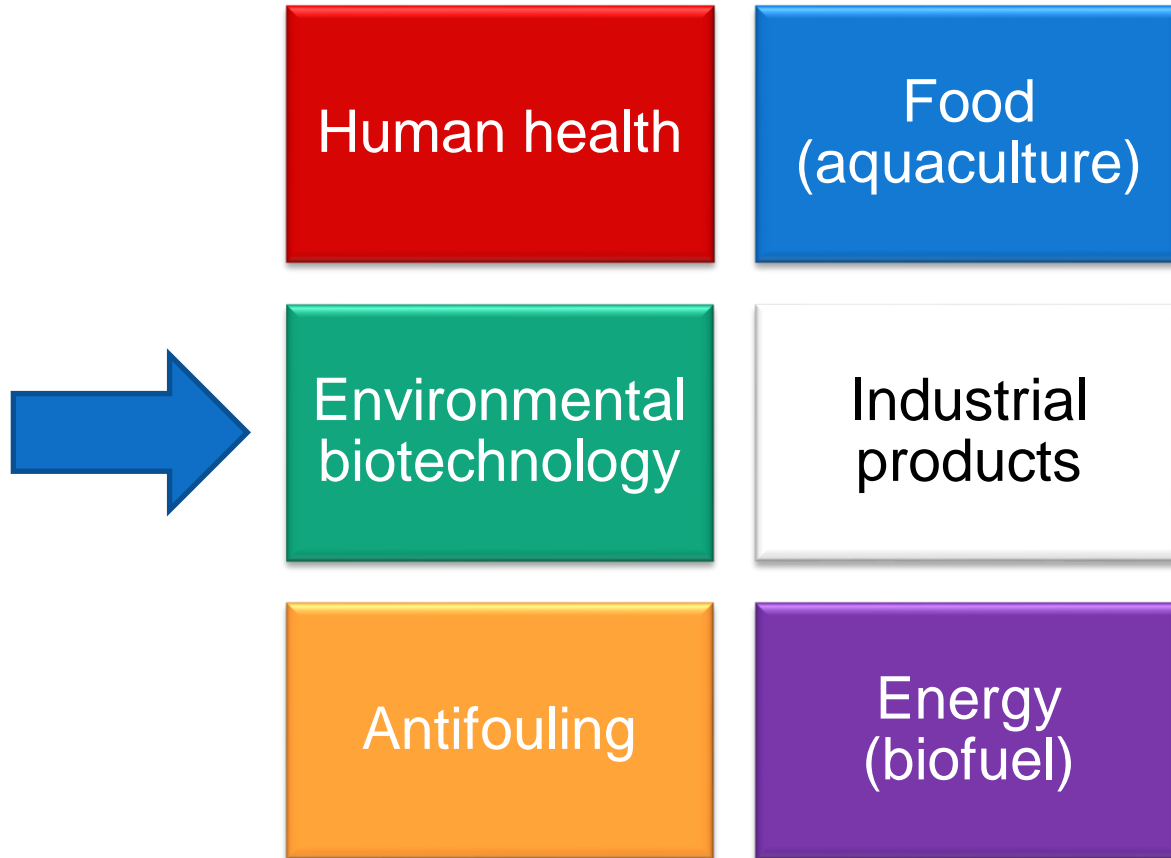 Human health
Food
(aquaculture)
Environmental
biotechnology
Industrial
products
Antifouling
Energy
(biofuel)